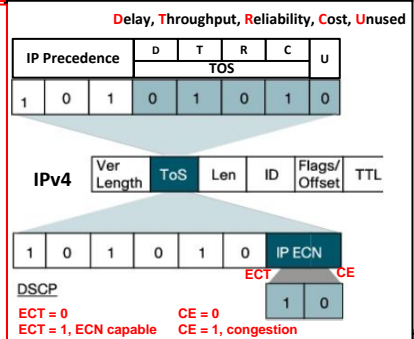 Delay, Throughput, Reliability, Cost, Unused
IP Precedence D T R C U
TOS
1 0 1 0 1 0 1 0
IPv4 Ver Length ToS Len ID Flags/ Offset TTL
1 0 1 0 1 0 IP ECN
ECT CE
DSCP 1 0
ECT = 0 CE = 0
ECT = 1, ECN capable CE = 1, congestion